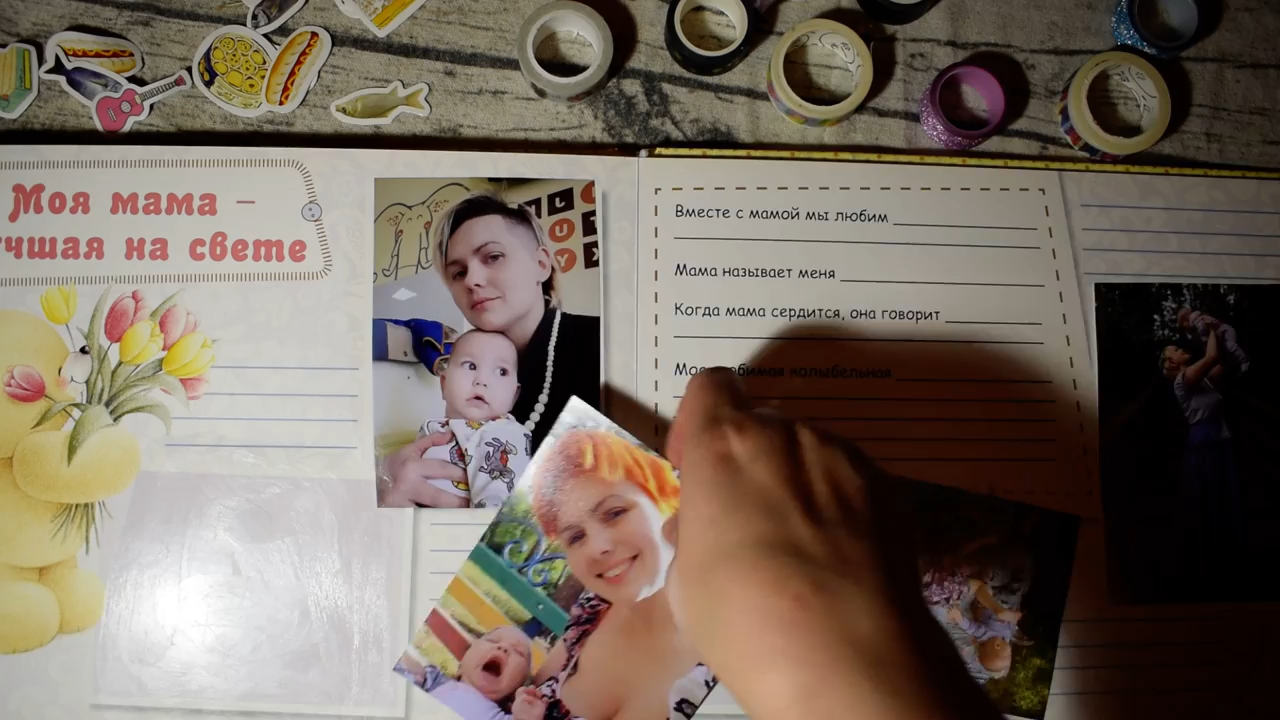 Моя мама –
чшая на свете
Вместе с мамой мы любим
Мама называет меня
Когда мама сердится, она говорит
Моя любимая колыбельная